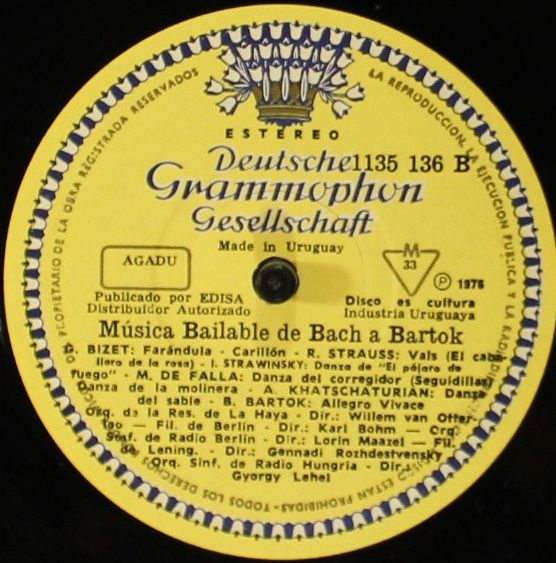 ESTEREO
Deutsche 1135 136 B
Grammophon
Gesellschaft
Made in Uruguay
AGADU
M
33
Ⓟ 1976
Publicado por EDISA
Distribuidor Autorizado
Disco es cultura
Industria Uruguaya
Música Bailable de Bach a Bartok
G. BIZET: Farándula - Carillón - R. STRAUSS: Vals (El caba-
llero de la rosa) - I. STRAWINSKY: Danza de "El pájaro de
fuego" - M. DE FALLA: Danza del corregidor (Seguidillas)
Danza de la molinera - A. KHATSCHATURIAN: Danza
del sable - B. BARTOK: Allegro Vivace
Orq. de la Res. de La Haya - Dir.: Willem van Otter-
loo — Fil. de Berlin - Dir.: Karl Bohm — Orq.
Sinf. de Radio Berlin - Dir.: Lorin Maazel — Fil.
de Lening. - Dir.: Gennadi Rozhdestvensky
Orq. Sinf. de Radio Hungria - Dir.:
Gyorgy Lehel
PROPIETARIO DE LA OBRA REGISTRADA RESERVADOS
LA REPRODUCCION, LA EJECUCION PUBLICA Y LA RADIODIFUSION
DISCO ESTAN PROHIBIDAS - TODOS LOS DERECHOS